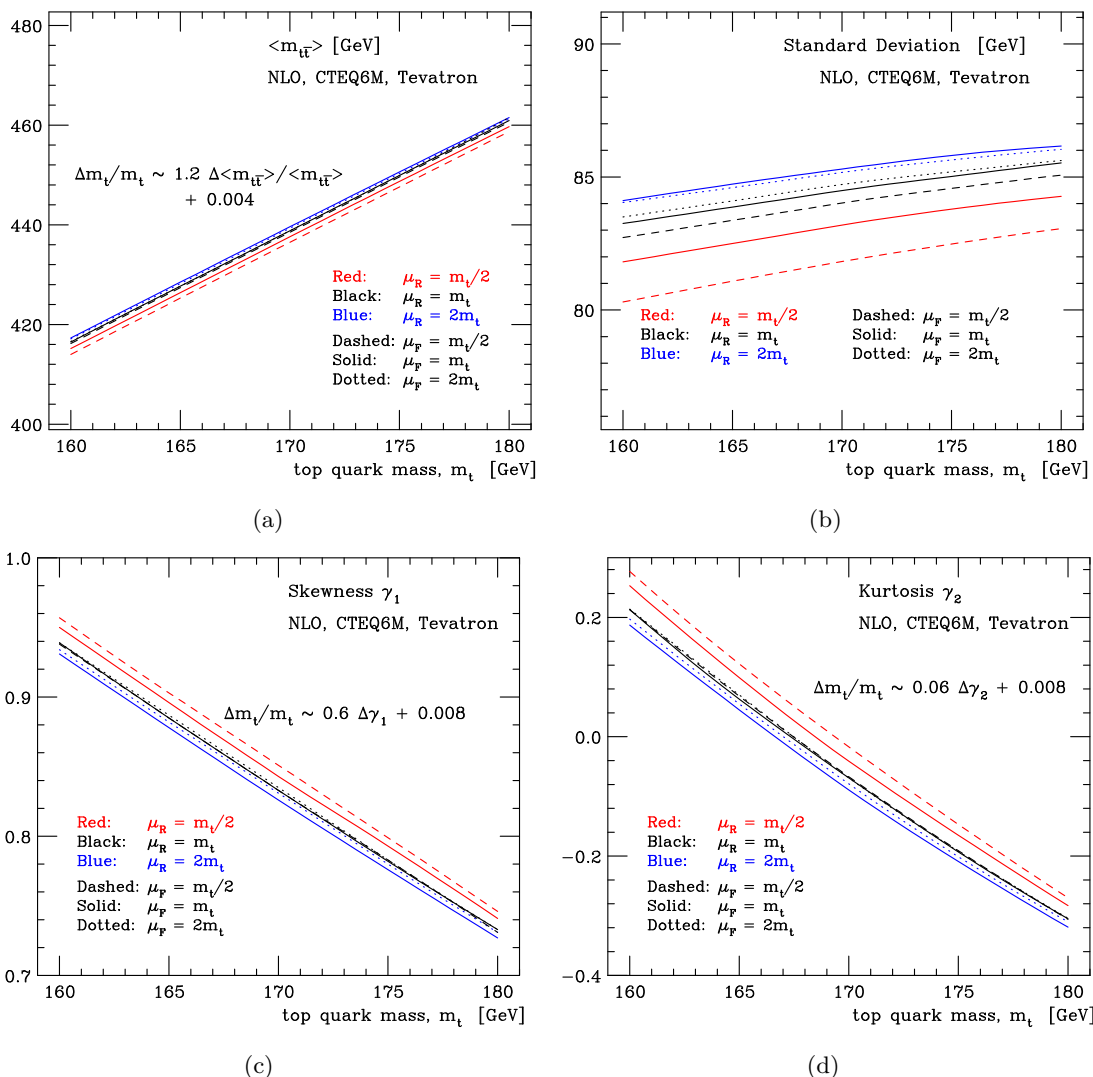 <m_tt̄> [GeV]
NLO, CTEQ6M, Tevatron
Δm_t/m_t ~ 1.2 Δ<m_tt̄>/<m_tt̄>
+ 0.004
Red: μ_R = m_t/2
Black: μ_R = m_t
Blue: μ_R = 2m_t
Dashed: μ_F = m_t/2
Solid: μ_F = m_t
Dotted: μ_F = 2m_t
480
460
440
420
400
160 165 170 175 180
top quark mass, m_t [GeV]
(a)
Standard Deviation [GeV]
NLO, CTEQ6M, Tevatron
90
85
80
Red: μ_R = m_t/2 Dashed: μ_F = m_t/2
Black: μ_R = m_t Solid: μ_F = m_t
Blue: μ_R = 2m_t Dotted: μ_F = 2m_t
160 165 170 175 180
top quark mass, m_t [GeV]
(b)
Skewness γ_1
NLO, CTEQ6M, Tevatron
Δm_t/m_t ~ 0.6 Δγ_1 + 0.008
Red: μ_R = m_t/2
Black: μ_R = m_t
Blue: μ_R = 2m_t
Dashed: μ_F = m_t/2
Solid: μ_F = m_t
Dotted: μ_F = 2m_t
1.0
0.9
0.8
0.7
160 165 170 175 180
top quark mass, m_t [GeV]
(c)
Kurtosis γ_2
NLO, CTEQ6M, Tevatron
Δm_t/m_t ~ 0.06 Δγ_2 + 0.008
Red: μ_R = m_t/2
Black: μ_R = m_t
Blue: μ_R = 2m_t
Dashed: μ_F = m_t/2
Solid: μ_F = m_t
Dotted: μ_F = 2m_t
0.2
0.0
−0.2
−0.4
160 165 170 175 180
top quark mass, m_t [GeV]
(d)